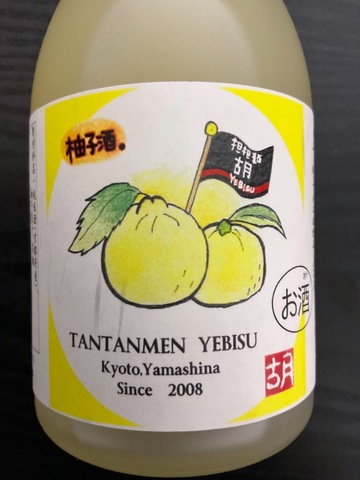 柚子酒。
担担麺
胡
YEBISU
お酒
TANTANMEN YEBISU
Kyoto,Yamashina
Since 2008
胡